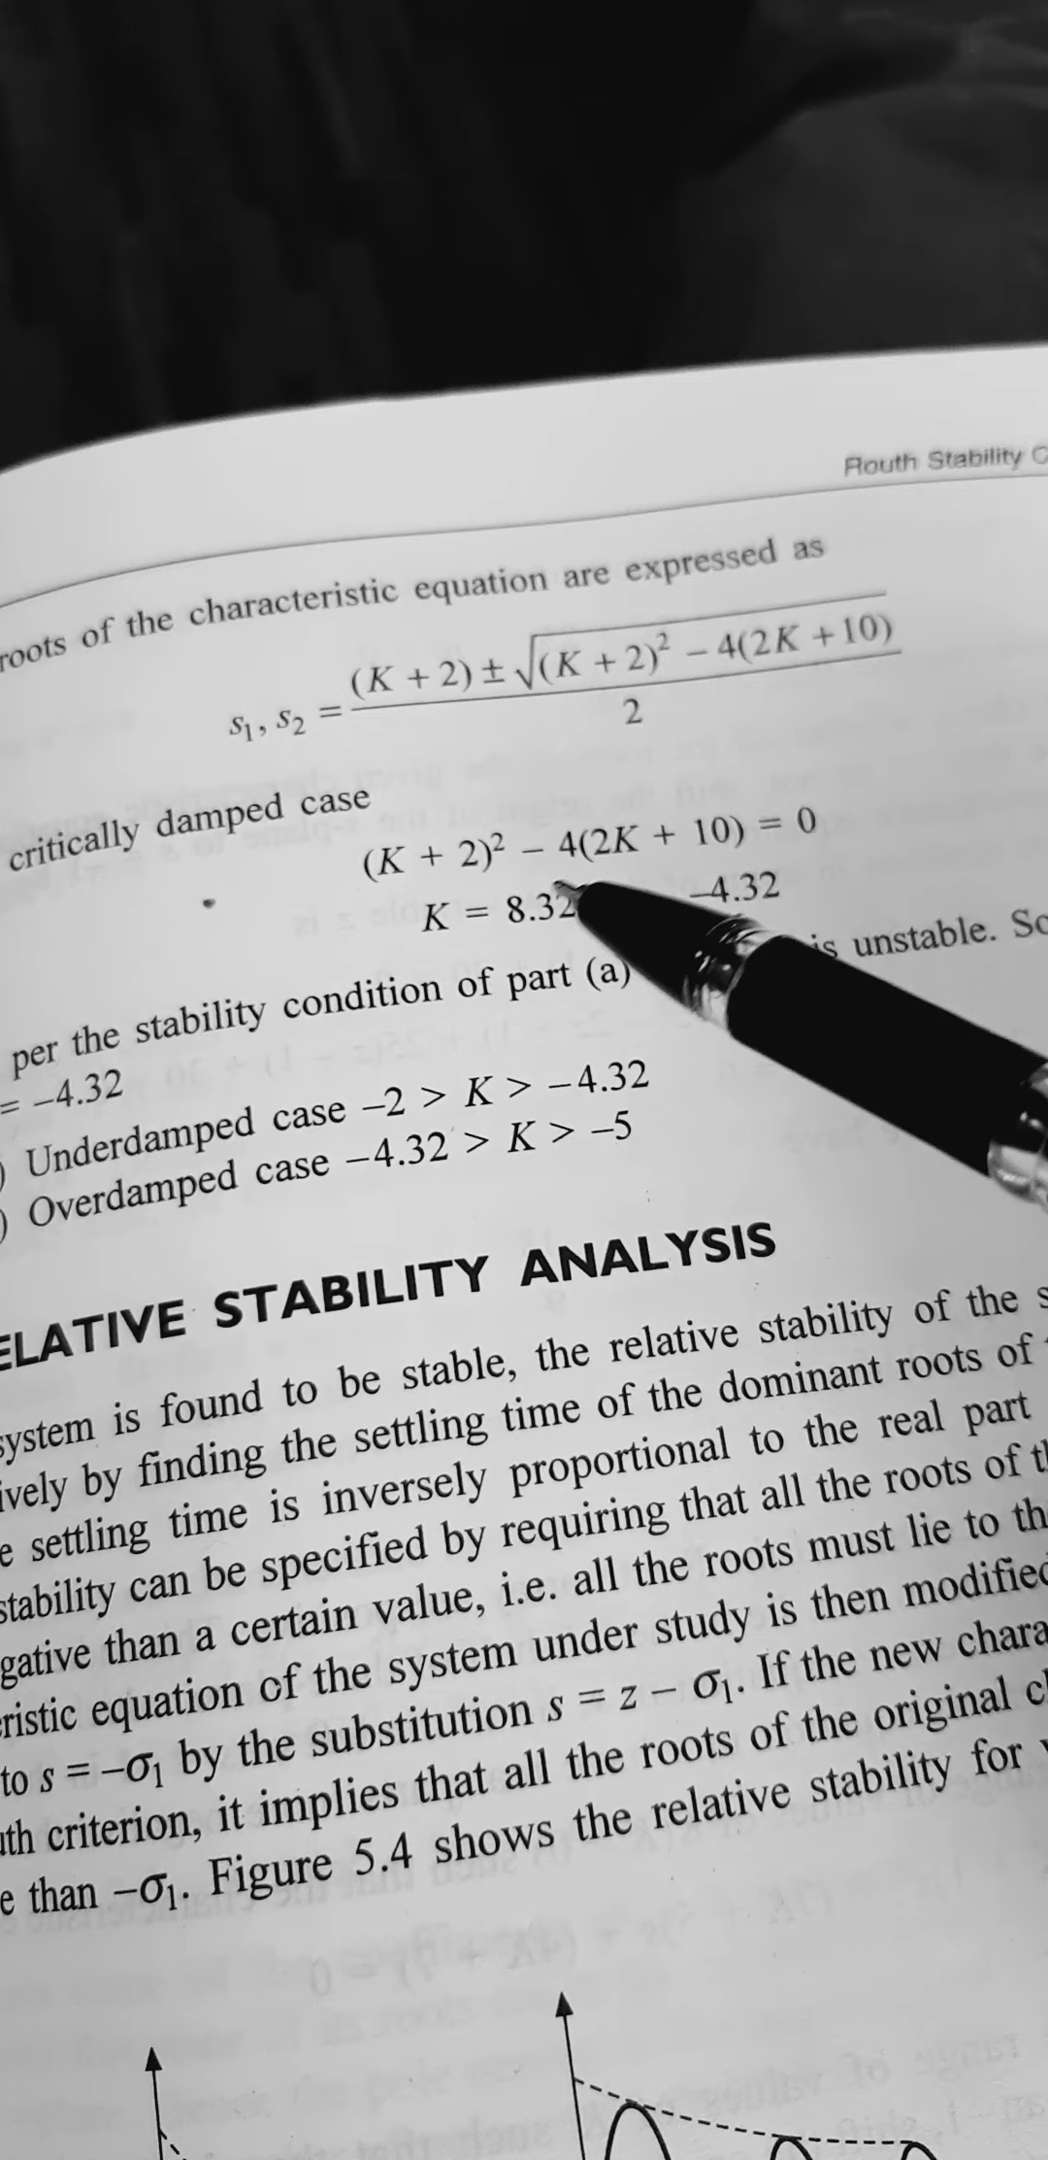 Routh Stability
roots of the characteristic equation are expressed as
s₁, s₂ = \frac{(K + 2) ± \sqrt{(K + 2)² – 4(2K + 10)}}{2}
critically damped case
(K + 2)² – 4(2K + 10) = 0
K = 8.32 –4.32
per the stability condition of part (a) is unstable. So
= –4.32
) Underdamped case –2 > K > –4.32
) Overdamped case –4.32 > K > –5
ELATIVE STABILITY ANALYSIS
system is found to be stable, the relative stability of the s
ively by finding the settling time of the dominant roots of
e settling time is inversely proportional to the real part
stability can be specified by requiring that all the roots of th
gative than a certain value, i.e. all the roots must lie to the
ristic equation of the system under study is then modified
to s = –σ₁ by the substitution s = z – σ₁. If the new chara
uth criterion, it implies that all the roots of the original ch
e than –σ₁. Figure 5.4 shows the relative stability for